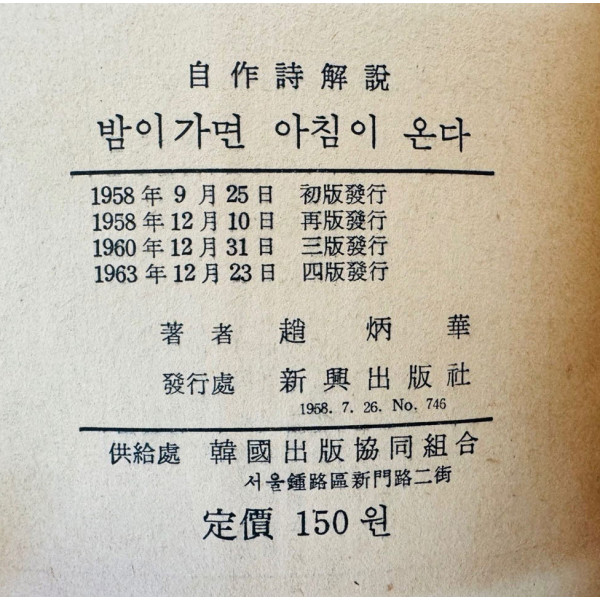 自作詩解說
밤이가면 아침이 온다
1958年 9月 25日 初版發行
1958年 12月 10日 再版發行
1960年 12月 31日 三版發行
1963年 12月 23日 四版發行
著者 趙炳華
發行處 新興出版社
1958. 7. 26. No. 746
供給處 韓國出版協同組合
서울鍾路區新門路二街
定價 150원